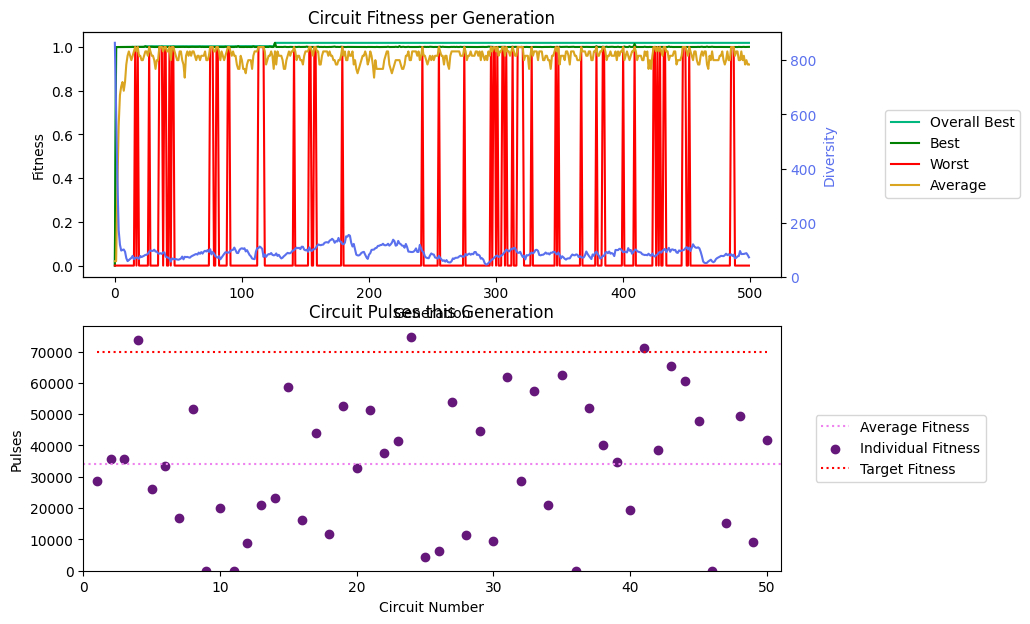 Circuit Fitness per Generation
1.0
0.8
0.6
0.4
0.2
0.0
Fitness
800
600
400
200
0
Diversity
0
100
200
300
400
500
Generation
Overall Best
Best
Worst
Average
Circuit Pulses this Generation
70000
60000
50000
40000
30000
20000
10000
0
Pulses
0
10
20
30
40
50
Circuit Number
Average Fitness
Individual Fitness
Target Fitness